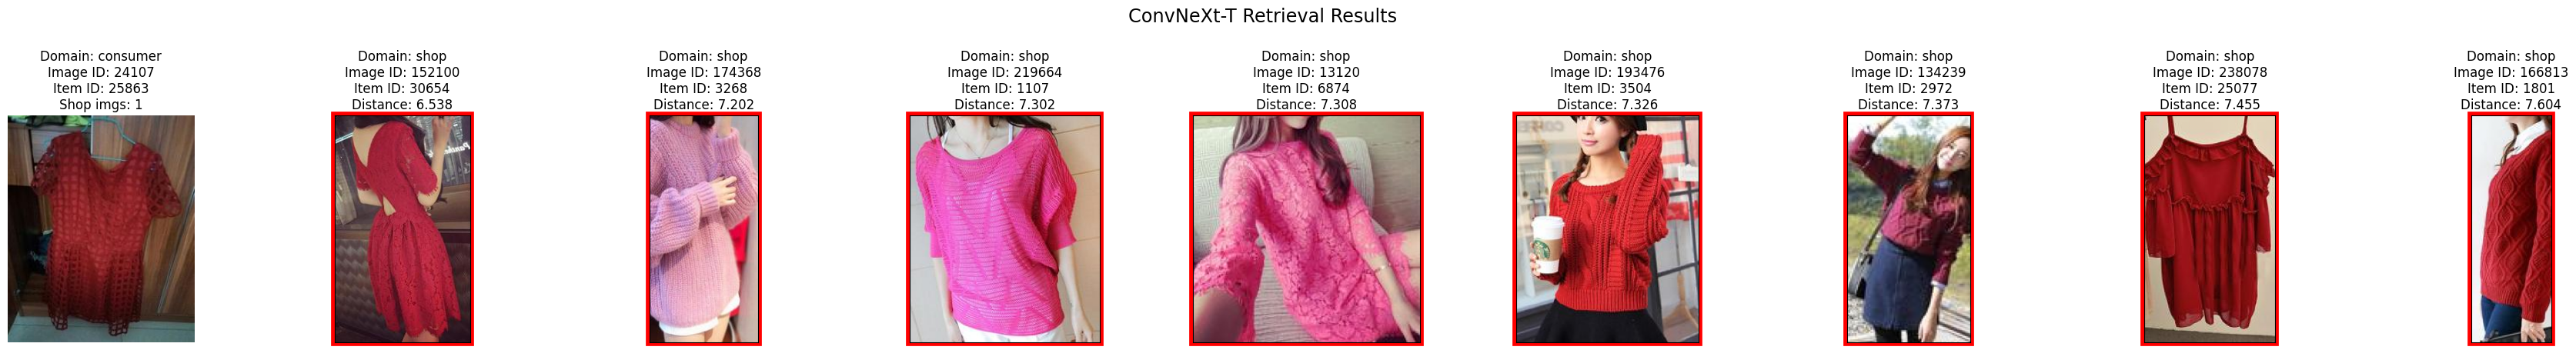 ConvNeXt-T Retrieval Results
Domain: consumer
Image ID: 24107
Item ID: 25863
Shop imgs: 1
Domain: shop
Image ID: 152100
Item ID: 30654
Distance: 6.538
Domain: shop
Image ID: 174368
Item ID: 3268
Distance: 7.202
Domain: shop
Image ID: 219664
Item ID: 1107
Distance: 7.302
Domain: shop
Image ID: 13120
Item ID: 6874
Distance: 7.308
Domain: shop
Image ID: 193476
Item ID: 3504
Distance: 7.326
Domain: shop
Image ID: 134239
Item ID: 2972
Distance: 7.373
Domain: shop
Image ID: 238078
Item ID: 25077
Distance: 7.455
Domain: shop
Image ID: 166813
Item ID: 1801
Distance: 7.604